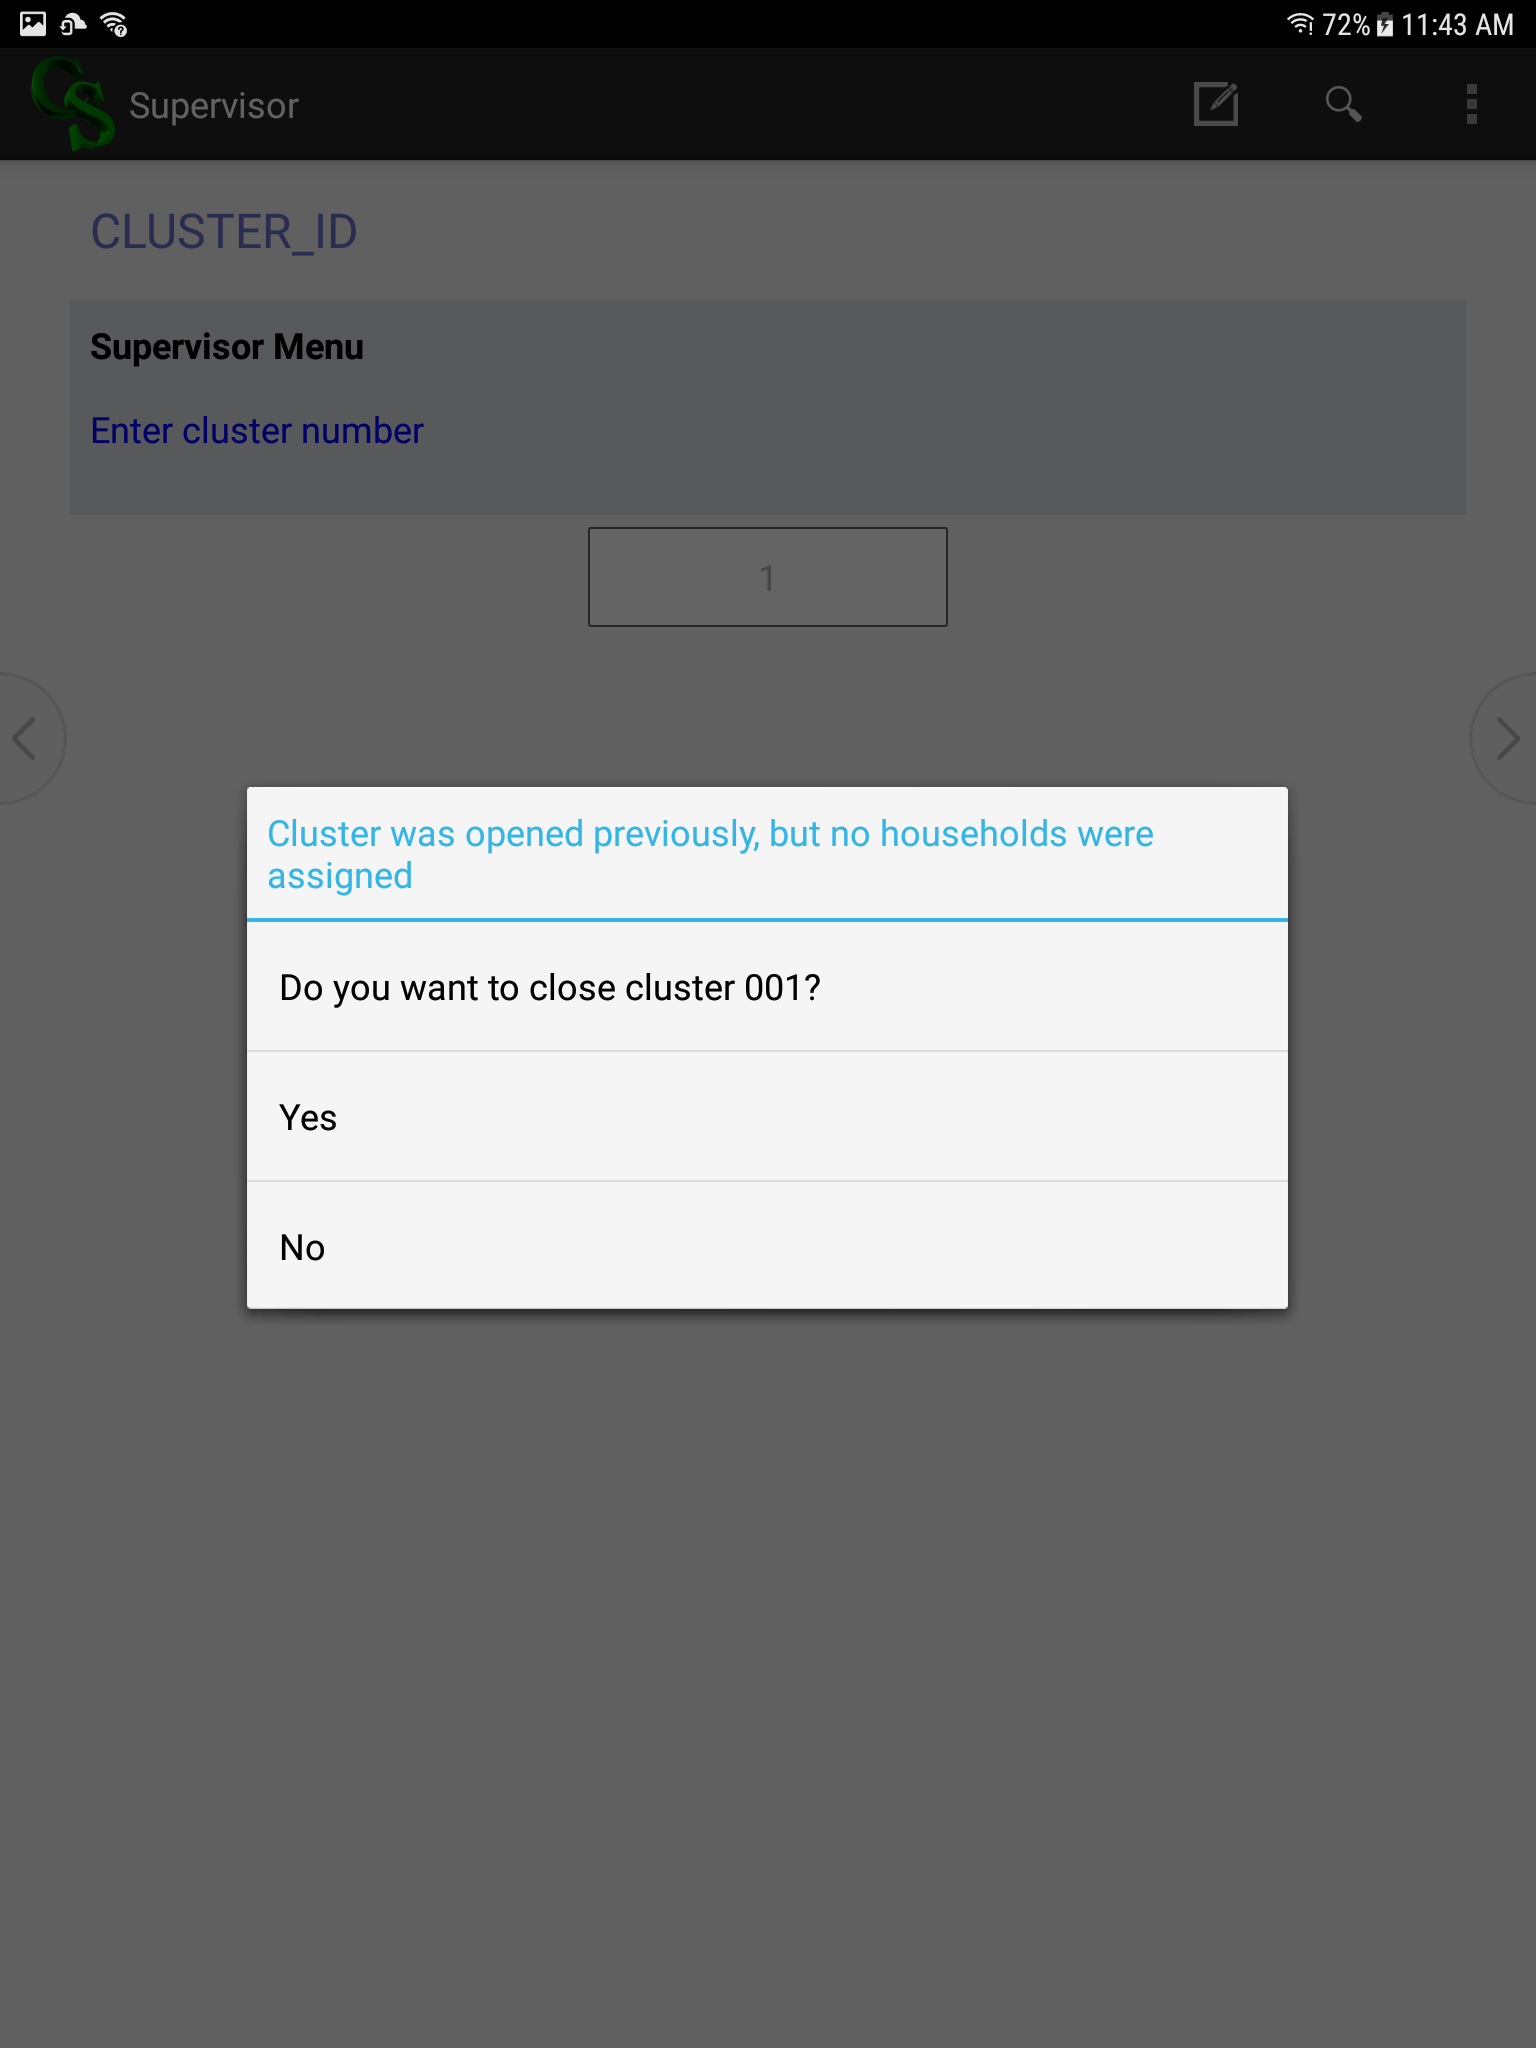 72% 11:43 AM
CS Supervisor
CLUSTER_ID
Supervisor Menu
Enter cluster number
1
Cluster was opened previously, but no households were
assigned
Do you want to close cluster 001?
Yes
No